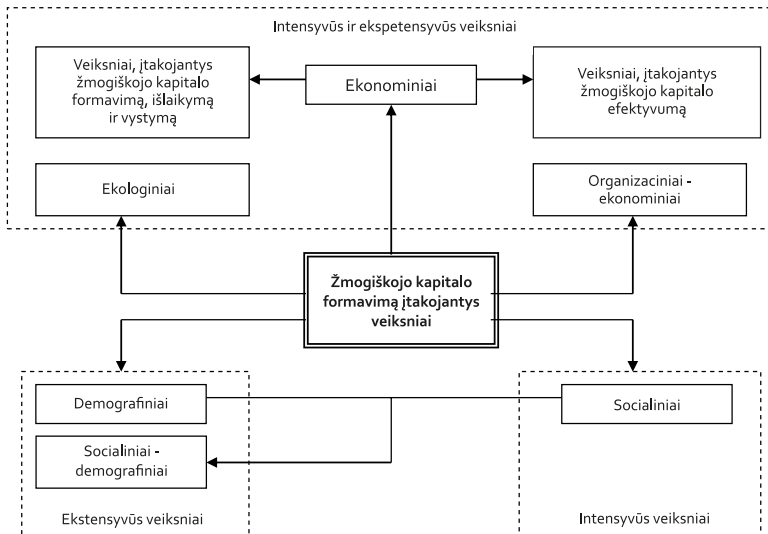 Intensyvūs ir ekspetensyvūs veiksniai
Veiksniai, įtakojantys
žmogiškojo kapitalo
formavimą, išlaikymą
ir vystymą
Ekonominiai
Veiksniai, įtakojantys
žmogiškojo kapitalo
efektyvumą
Ekologiniai
Organizaciniai -
ekonominiai
Žmogiškojo kapitalo
formavimą įtakojantys
veiksniai
Demografiniai
Socialiniai
Socialiniai -
demografiniai
Ekstensyvūs veiksniai
Intensyvūs veiksniai